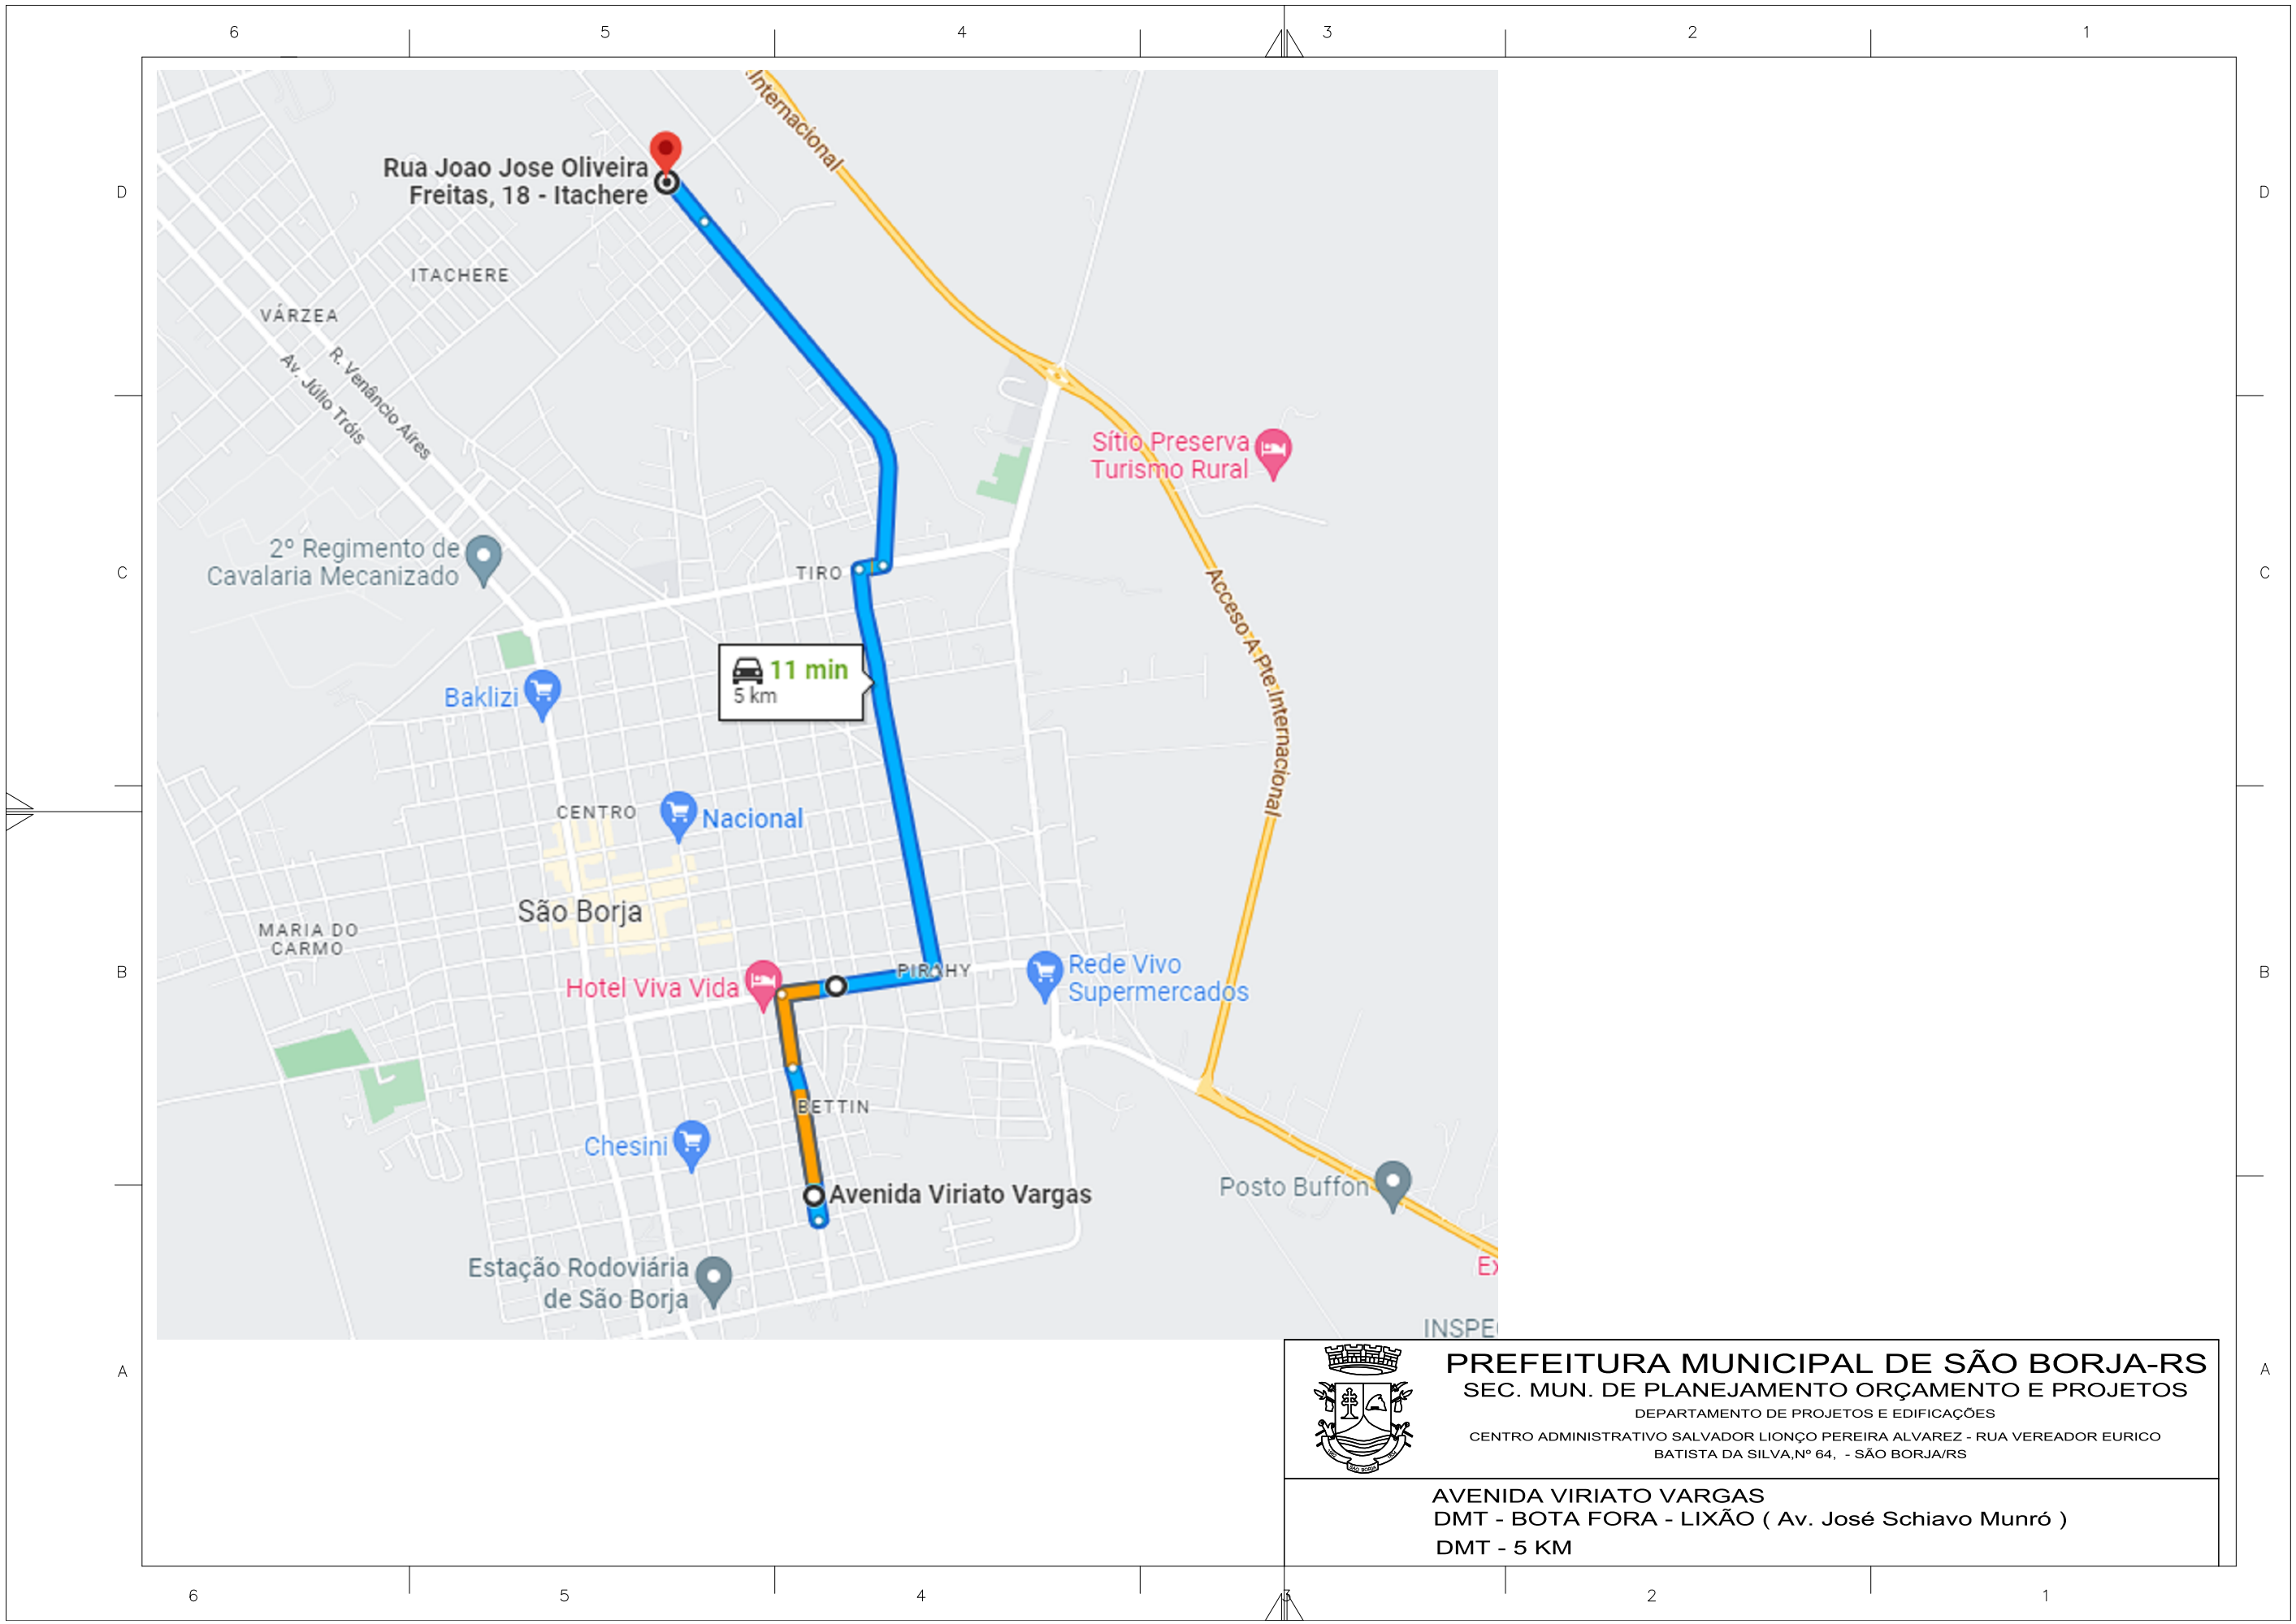 6 5 4 3 2 1
Internacional
Rua Joao Jose Oliveira
Freitas, 18 - Itachere
D D
ITACHERE
VÁRZEA
R. Venâncio Aires
Av. Júlio Tróis
Sítio Preserva
Turismo Rural
2º Regimento de
Cavalaria Mecanizado
C C
TIRO
Acceso A Pte.Internacional
11 min
5 km
Baklizi
CENTRO
Nacional
São Borja
MARIA DO
CARMO
B B
PIRAHY
Rede Vivo
Supermercados
Hotel Viva Vida
BETTIN
Chesini
Avenida Viriato Vargas
Posto Buffon
Estação Rodoviária
de São Borja
Ex
INSPE
A A
PREFEITURA MUNICIPAL DE SÃO BORJA-RS
SEC. MUN. DE PLANEJAMENTO ORÇAMENTO E PROJETOS
DEPARTAMENTO DE PROJETOS E EDIFICAÇÕES
CENTRO ADMINISTRATIVO SALVADOR LIONÇO PEREIRA ALVAREZ - RUA VEREADOR EURICO
BATISTA DA SILVA,Nº 64, - SÃO BORJA/RS
SÃO BORJA
AVENIDA VIRIATO VARGAS
DMT - BOTA FORA - LIXÃO ( Av. José Schiavo Munró )
DMT - 5 KM
6 5 4 3 2 1